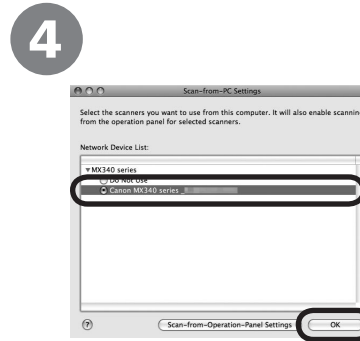 4
Scan-from-PC Settings
Select the scanners you want to use from this computer. It will also enable scanning
from the operation panel for selected scanners.
Network Device List:
MX340 series
Do Not Use
Canon MX340 series _
?
Scan-from-Operation-Panel Settings
OK